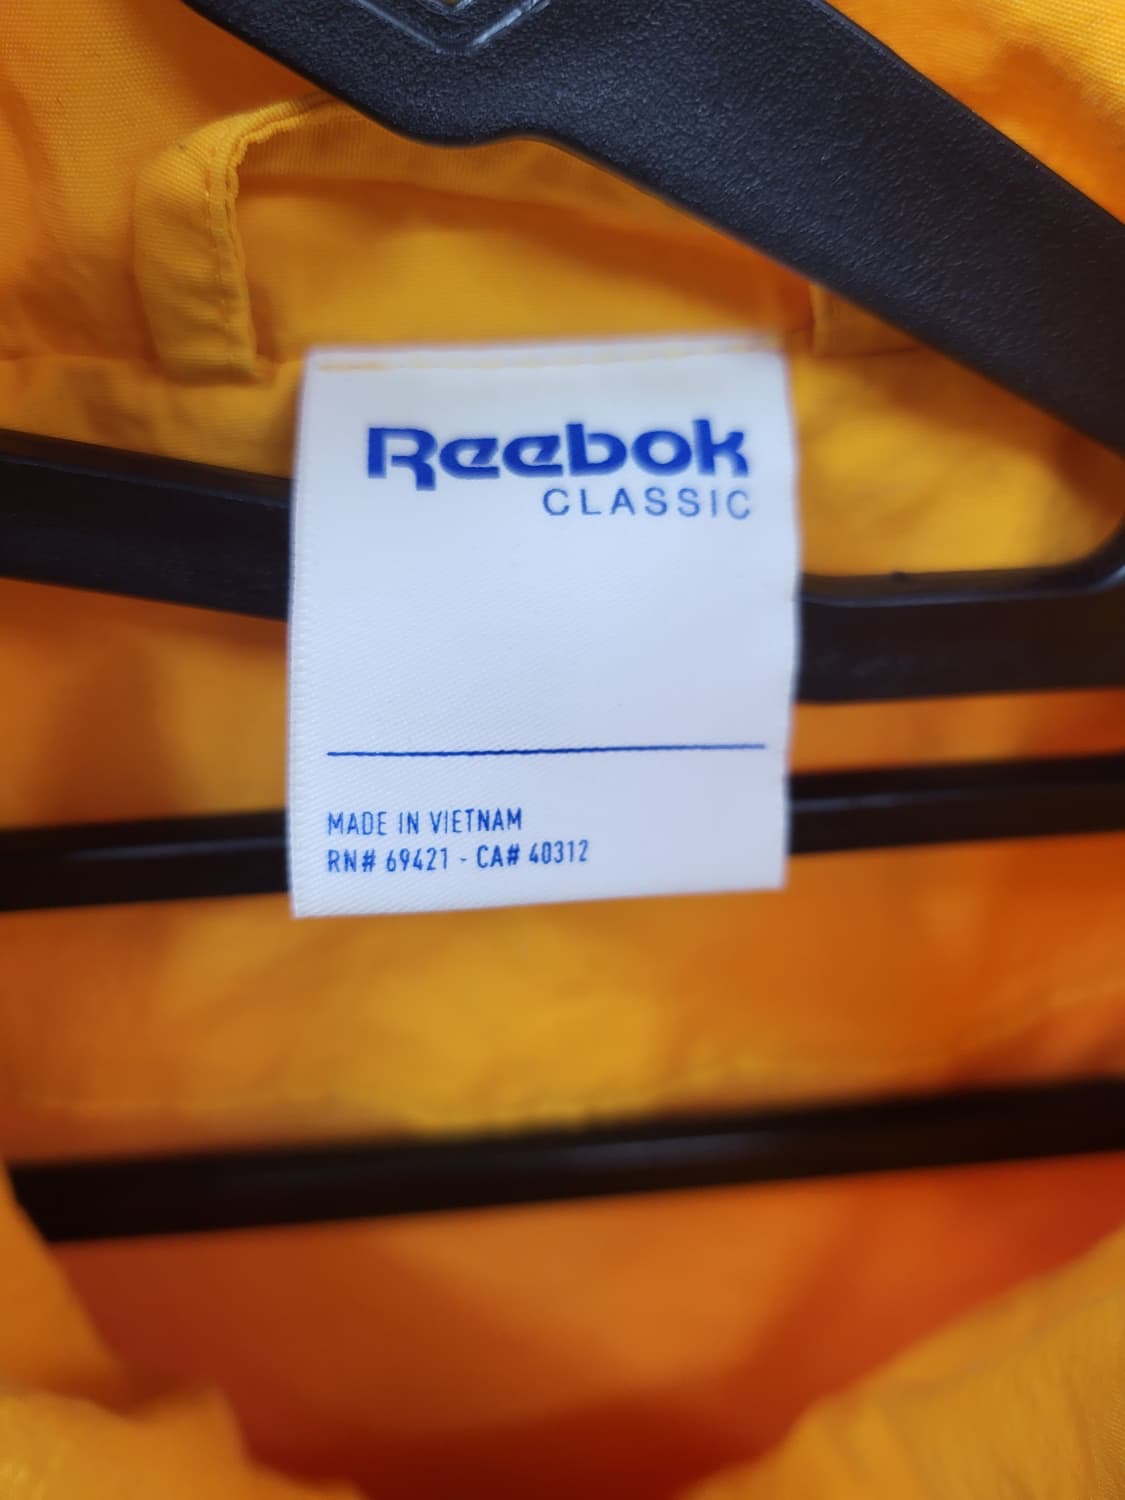 Reebok
CLASSIC
MADE IN VIETNAM
RN# 69421 - CA# 40312